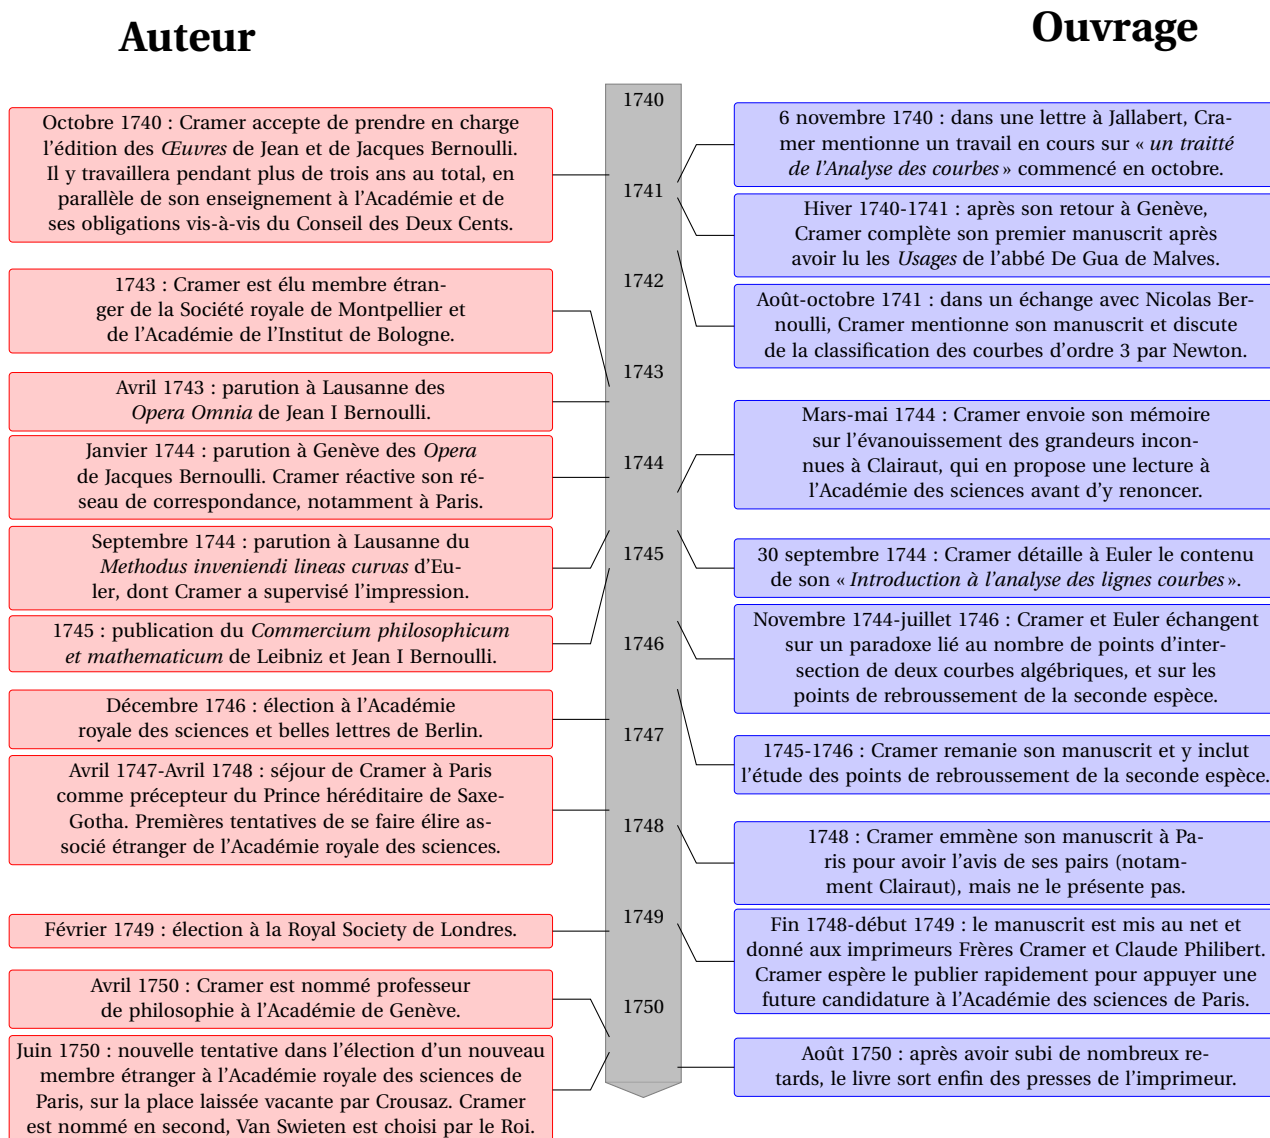 Auteur
Ouvrage
Octobre 1740 : Cramer accepte de prendre en charge
l'édition des Œuvres de Jean et de Jacques Bernoulli.
Il y travaillera pendant plus de trois ans au total, en
parallèle de son enseignement à l'Académie et de
ses obligations vis-à-vis du Conseil des Deux Cents.
1743 : Cramer est élu membre étran-
ger de la Société royale de Montpellier et
de l'Académie de l'Institut de Bologne.
Avril 1743 : parution à Lausanne des
Opera Omnia de Jean I Bernoulli.
Janvier 1744 : parution à Genève des Opera
de Jacques Bernoulli. Cramer réactive son ré-
seau de correspondance, notamment à Paris.
Septembre 1744 : parution à Lausanne du
Methodus inveniendi lineas curvas d'Eu-
ler, dont Cramer a supervisé l'impression.
1745 : publication du Commercium philosophicum
et mathematicum de Leibniz et Jean I Bernoulli.
Décembre 1746 : élection à l'Académie
royale des sciences et belles lettres de Berlin.
Avril 1747-Avril 1748 : séjour de Cramer à Paris
comme précepteur du Prince héréditaire de Saxe-
Gotha. Premières tentatives de se faire élire as-
socié étranger de l'Académie royale des sciences.
Février 1749 : élection à la Royal Society de Londres.
Avril 1750 : Cramer est nommé professeur
de philosophie à l'Académie de Genève.
Juin 1750 : nouvelle tentative dans l'élection d'un nouveau
membre étranger à l'Académie royale des sciences de
Paris, sur la place laissée vacante par Crousaz. Cramer
est nommé en second, Van Swieten est choisi par le Roi.
1740
1741
1742
1743
1744
1745
1746
1747
1748
1749
1750
6 novembre 1740 : dans une lettre à Jallabert, Cra-
mer mentionne un travail en cours sur « un traitté
de l'Analyse des courbes » commencé en octobre.
Hiver 1740-1741 : après son retour à Genève,
Cramer complète son premier manuscrit après
avoir lu les Usages de l'abbé De Gua de Malves.
Août-octobre 1741 : dans un échange avec Nicolas Ber-
noulli, Cramer mentionne son manuscrit et discute
de la classification des courbes d'ordre 3 par Newton.
Mars-mai 1744 : Cramer envoie son mémoire
sur l'évanouissement des grandeurs incon-
nues à Clairaut, qui en propose une lecture à
l'Académie des sciences avant d'y renoncer.
30 septembre 1744 : Cramer détaille à Euler le contenu
de son « Introduction à l'analyse des lignes courbes ».
Novembre 1744-juillet 1746 : Cramer et Euler échangent
sur un paradoxe lié au nombre de points d'inter-
section de deux courbes algébriques, et sur les
points de rebroussement de la seconde espèce.
1745-1746 : Cramer remanie son manuscrit et y inclut
l'étude des points de rebroussement de la seconde espèce.
1748 : Cramer emmène son manuscrit à Pa-
ris pour avoir l'avis de ses pairs (notam-
ment Clairaut), mais ne le présente pas.
Fin 1748-début 1749 : le manuscrit est mis au net et
donné aux imprimeurs Frères Cramer et Claude Philibert.
Cramer espère le publier rapidement pour appuyer une
future candidature à l'Académie des sciences de Paris.
Août 1750 : après avoir subi de nombreux re-
tards, le livre sort enfin des presses de l'imprimeur.